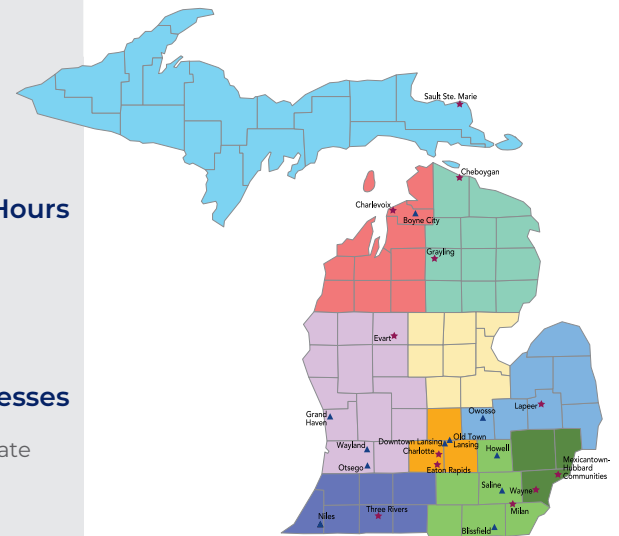 Hours
esses
ate
Sault Ste. Marie
Cheboygan
Charlevoix
Boyne City
Grayling
Evart
Grand
Haven
Owosso
Lapeer
Downtown Lansing
Old Town
Lansing
Wayland
Charlotte
Howell
Otsego
Eaton Rapids
Mexicantown-
Hubbard
Communities
Saline
Wayne
Niles
Three Rivers
Milan
Blissfield